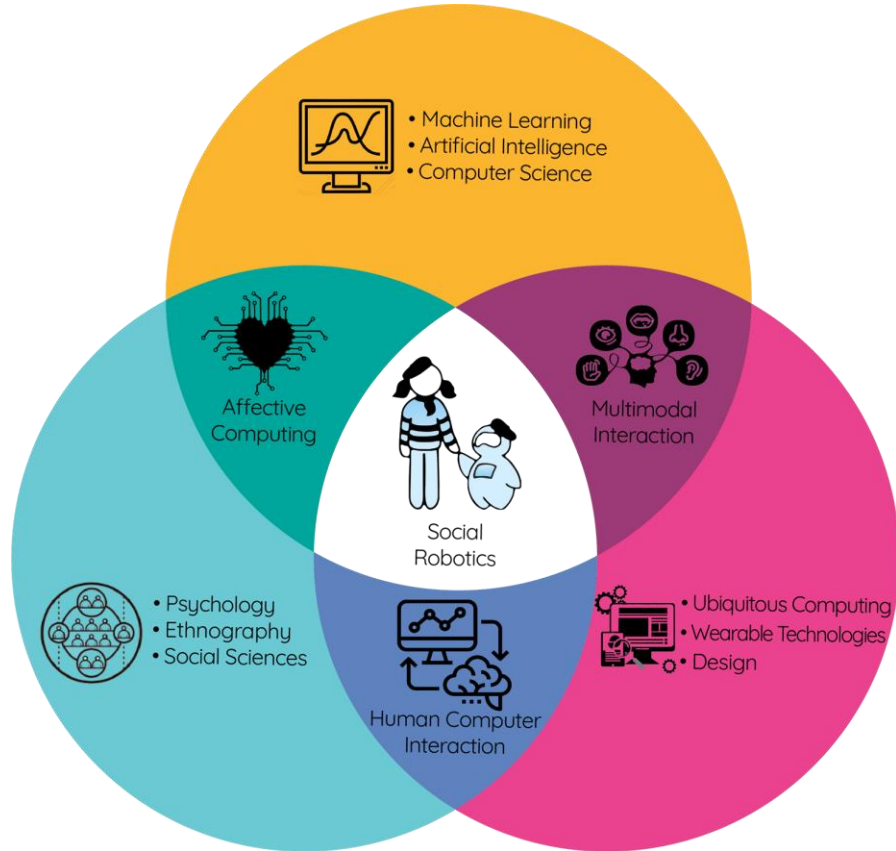 • Machine Learning
• Artificial Intelligence
• Computer Science
Affective
Computing
Multimodal
Interaction
Social
Robotics
• Psychology
• Ethnography
• Social Sciences
• Ubiquitous Computing
• Wearable Technologies
• Design
Human Computer
Interaction